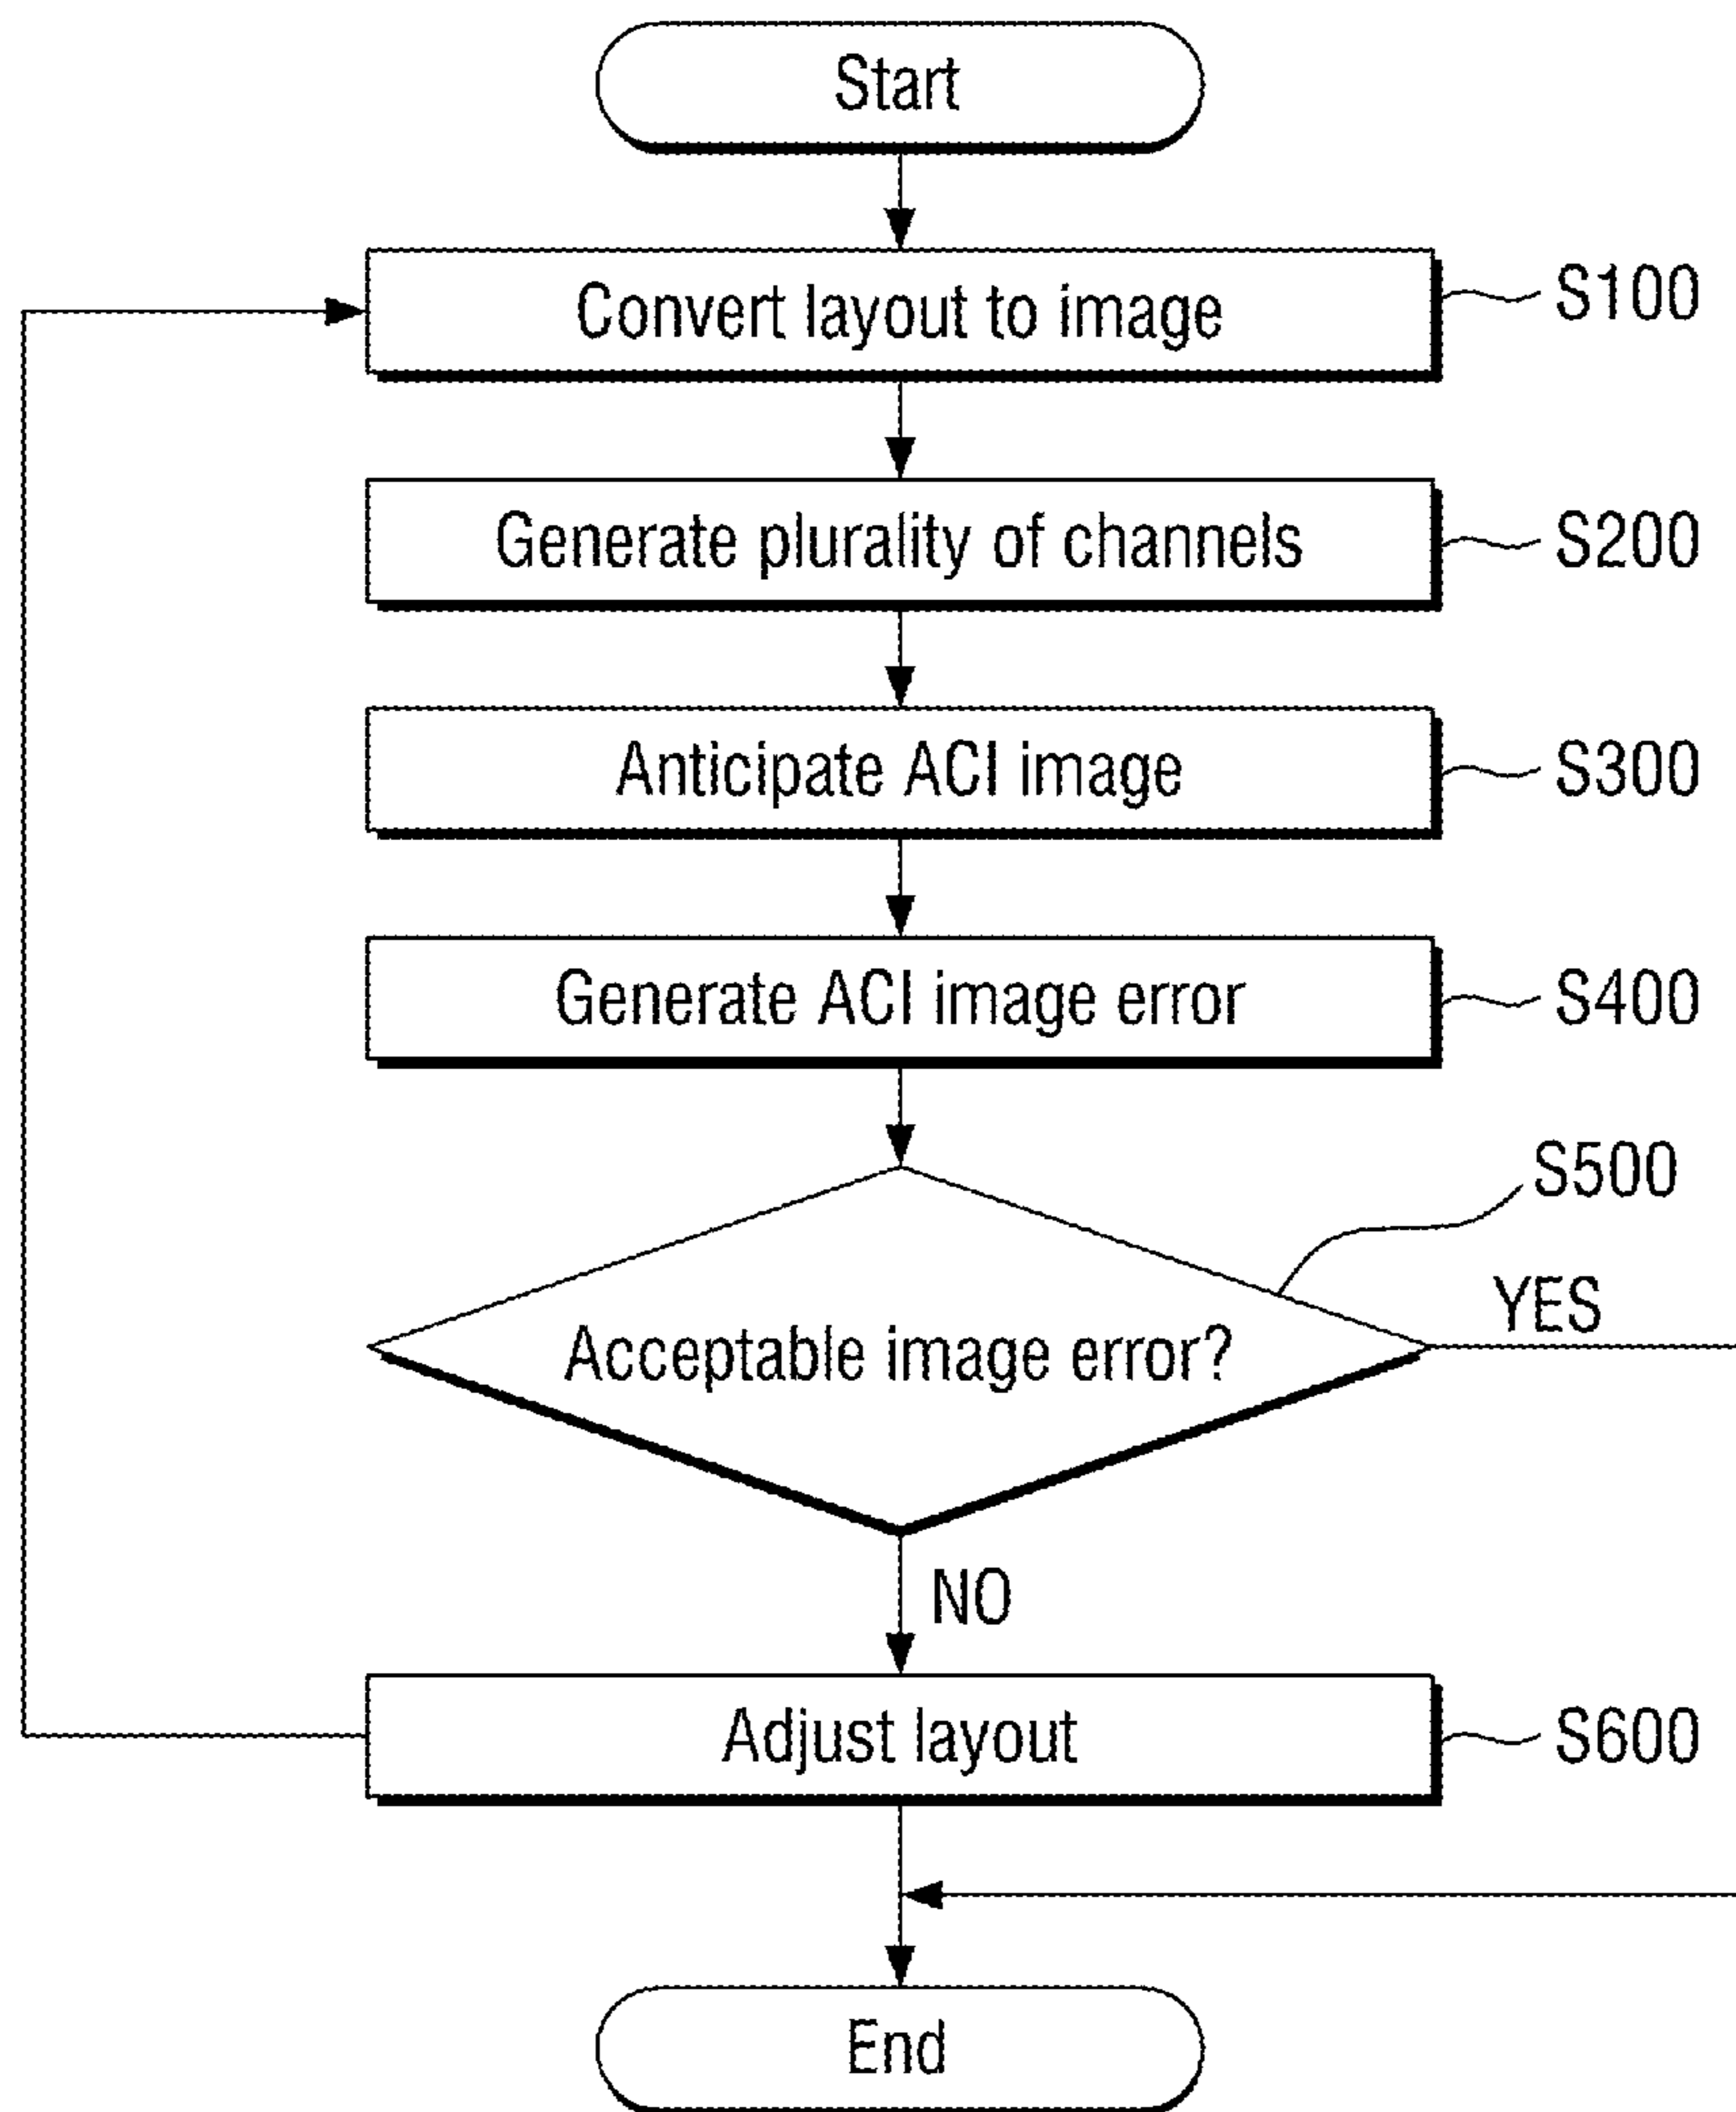 Start
Convert layout to image
S100
Generate plurality of channels
S200
Anticipate ACI image
S300
Generate ACI image error
S400
S500
YES
Acceptable image error?
NO
Adjust layout
S600
End